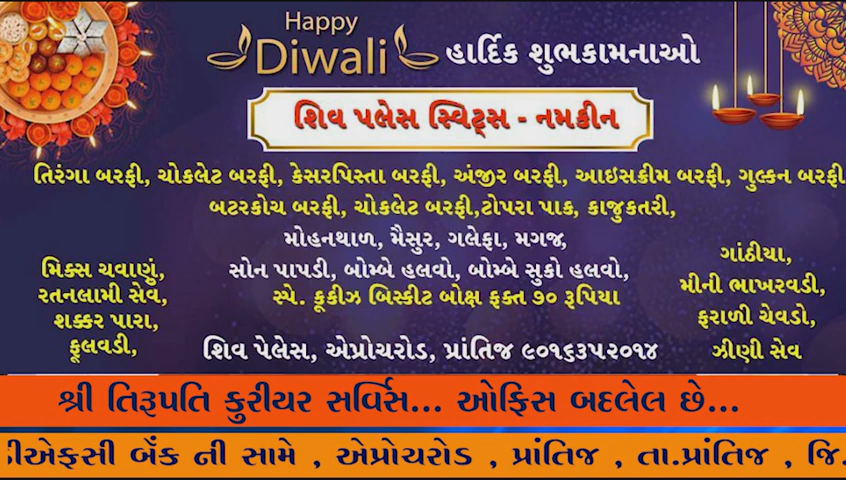 Happy
Diwali હાર્દિક શુભકામનાઓ
શિવ પલેસ સ્વિટ્સ - નમકીન
તિરંગા બરફી, ચોકલેટ બરફી, કેસરપિસ્તા બરફી, અંજીર બરફી, આઇસક્રીમ બરફી, ગુલ્કન બરફી
બટરકોચ બરફી, ચોકલેટ બરફી,ટોપરા પાક, કાજુકતરી,
મોહનથાળ, મૈસુર, ગલેફા, મગજ,
સોન પાપડી, બોમ્બે હલવો, બોમ્બે સુકો હલવો,
સ્પે. કૂકીઝ બિસ્કીટ બોક્ષ ફક્ત ૭૦ રૂપિયા
મિક્સ ચવાણું,
રતનલામી સેવ,
શક્કર પારા,
ફૂલવડી,
ગાંઠીયા,
મીની ભાખરવડી,
ફરાળી ચેવડો,
ઝીણી સેવ
શિવ પેલેસ, એપ્રોચરોડ, પ્રાંતિજ ૯૦૧૬૩૫૨૦૧૪
શ્રી તિરૂપતિ કુરીયર સર્વિસ... ઓફિસ બદલેલ છે...
ડીએફસી બેંક ની સામે , એપ્રોચરોડ , પ્રાંતિજ , તા.પ્રાંતિજ , જિ.